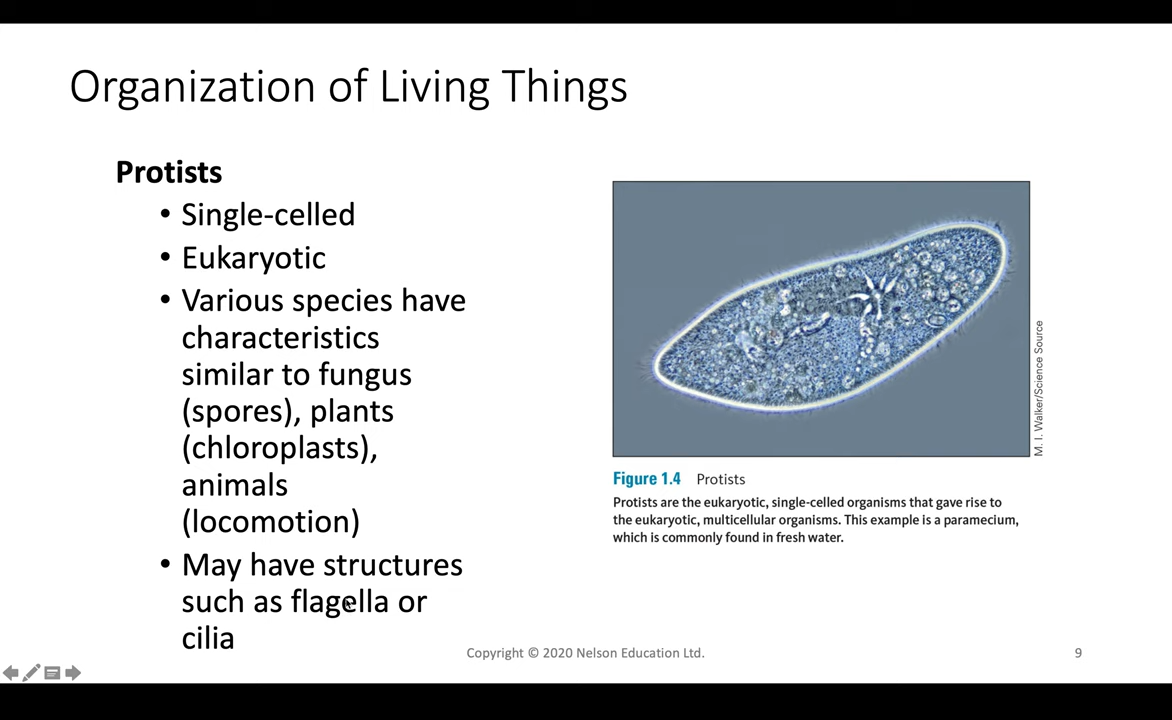 Organization of Living Things
Protists
• Single-celled
• Eukaryotic
• Various species have
characteristics
similar to fungus
(spores), plants
(chloroplasts),
animals
(locomotion)
• May have structures
such as flagella or
cilia
M. I. Walker/Science Source
Figure 1.4 Protists
Protists are the eukaryotic, single-celled organisms that gave rise to
the eukaryotic, multicellular organisms. This example is a paramecium,
which is commonly found in fresh water.
Copyright © 2020 Nelson Education Ltd.
9